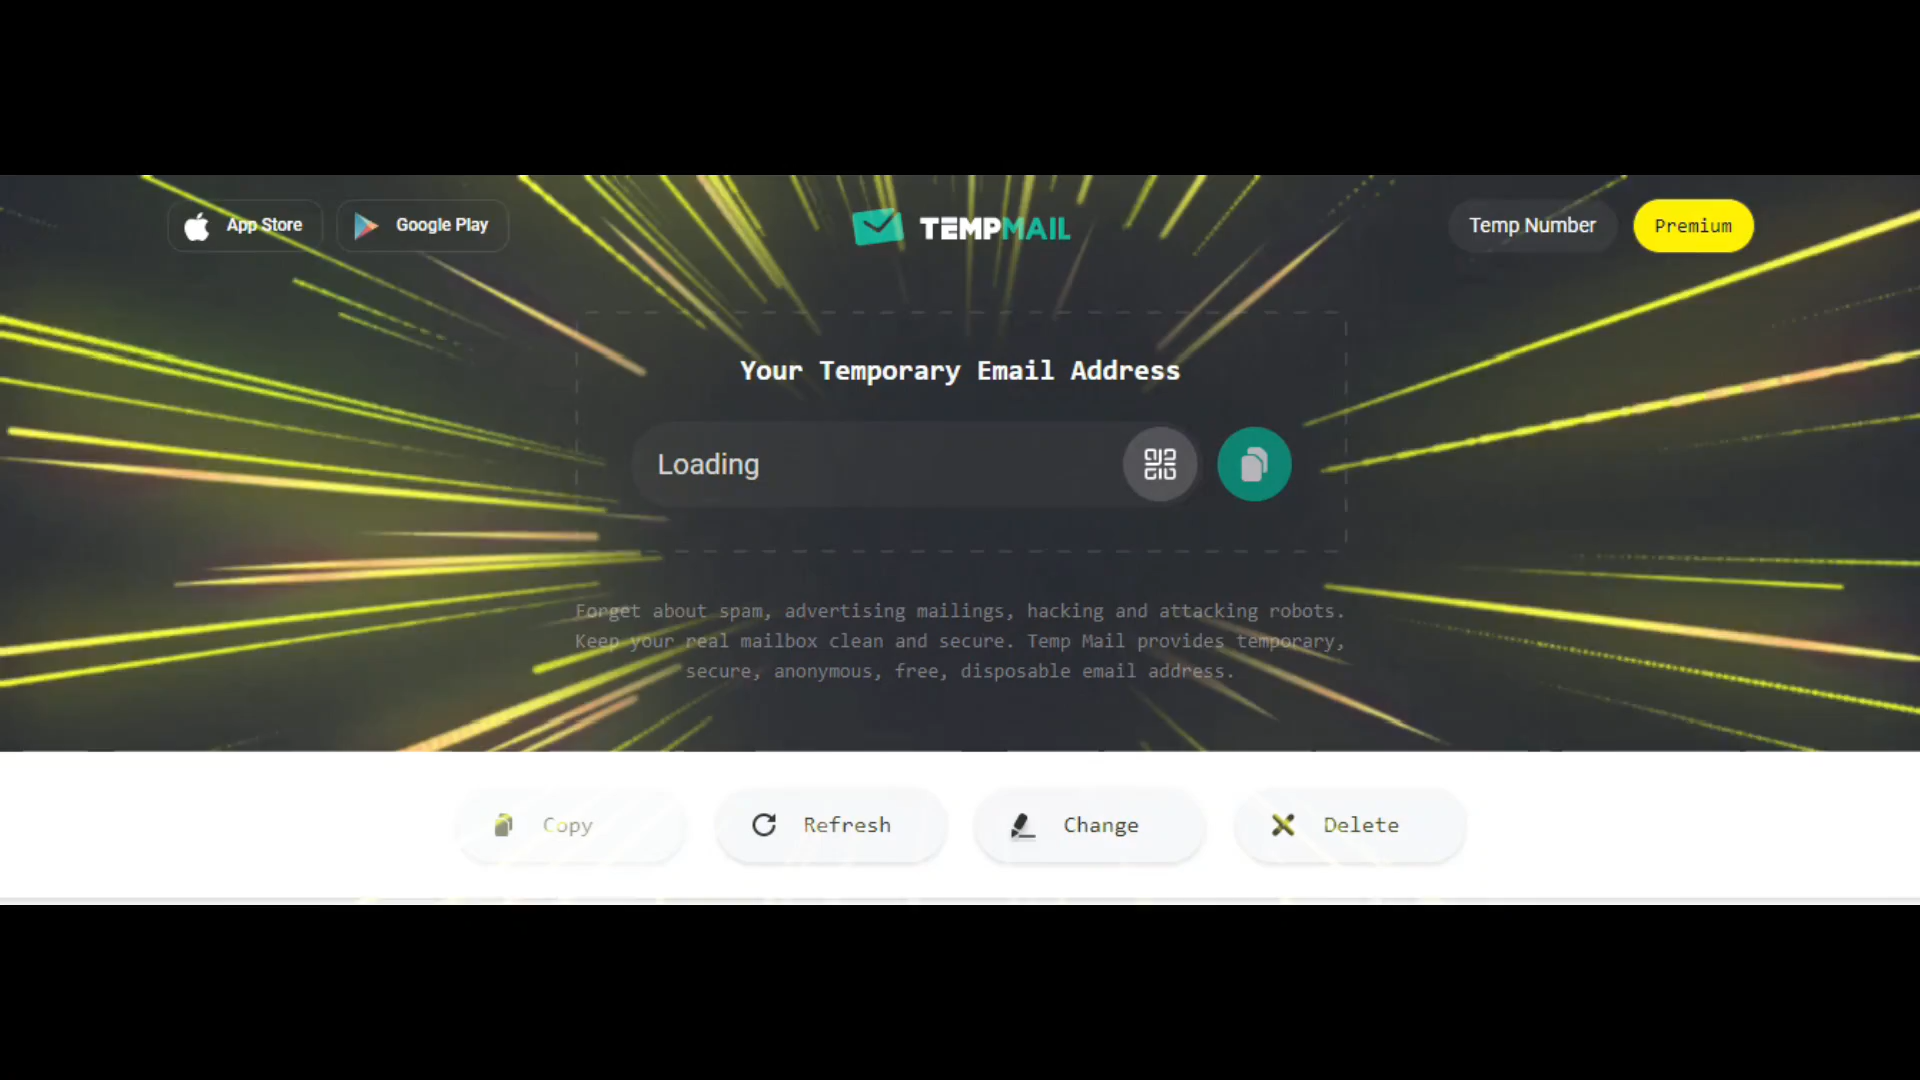 App Store
Google Play
TEMPMAIL
Temp Number
Premium
Your Temporary Email Address
Loading
Forget about spam, advertising mailings, hacking and attacking robots.
Keep your real mailbox clean and secure. Temp Mail provides temporary,
secure, anonymous, free, disposable email address.
Copy
Refresh
Change
Delete